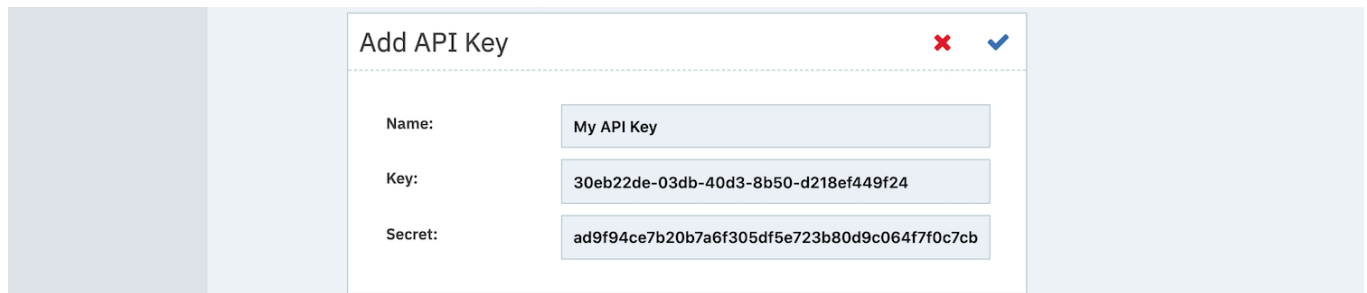 Add API Key
Name:
My API Key
Key:
30eb22de-03db-40d3-8b50-d218ef449f24
Secret:
ad9f94ce7b20b7a6f305df5e723b80d9c064f7f0c7cb